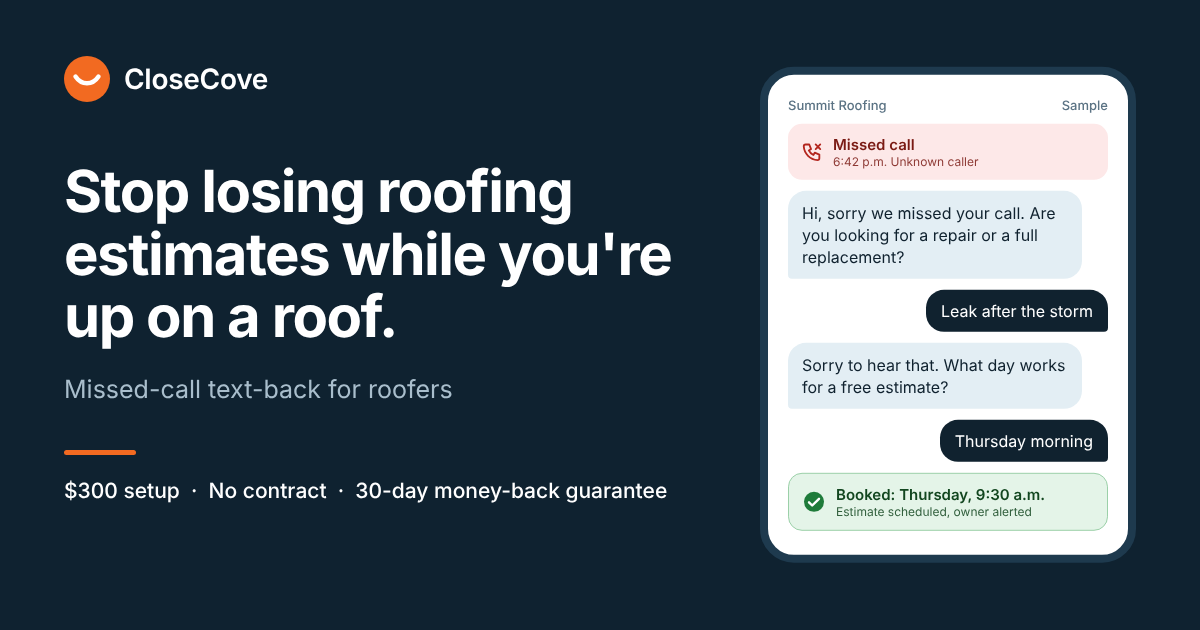 CloseCove
Stop losing roofing
estimates while you're
up on a roof.
Missed-call text-back for roofers
$300 setup · No contract · 30-day money-back guarantee
Summit Roofing
Sample
Missed call
6:42 p.m. Unknown caller
Hi, sorry we missed your call. Are
you looking for a repair or a full
replacement?
Leak after the storm
Sorry to hear that. What day works
for a free estimate?
Thursday morning
Booked: Thursday, 9:30 a.m.
Estimate scheduled, owner alerted